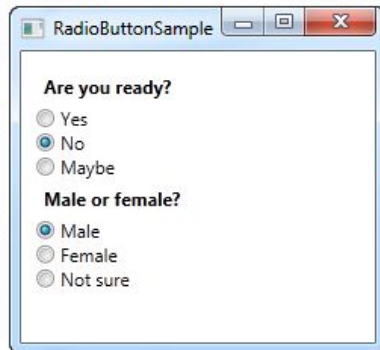 RadioButtonSample
Are you ready?
Yes
No
Maybe
Male or female?
Male
Female
Not sure